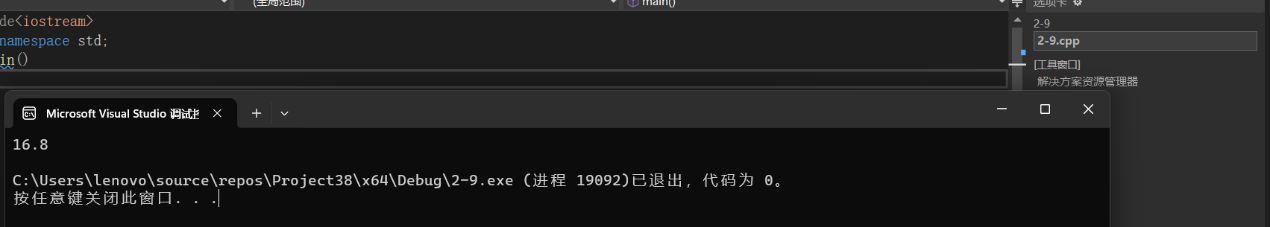 (全局范围)
main()
选项卡
de<iostream>
namespace std;
in()
2-9
2-9.cpp
[工具窗口]
解决方案资源管理器
Microsoft Visual Studio 调试
16.8
C:\Users\lenovo\source\repos\Project38\x64\Debug\2-9.exe (进程 19092)已退出，代码为 0。
按任意键关闭此窗口. . .